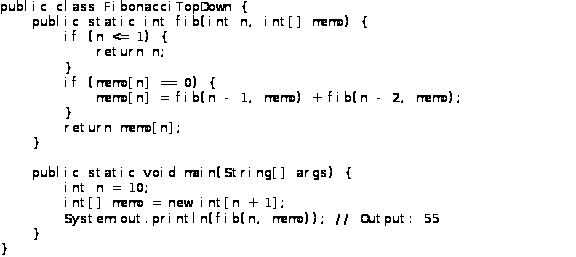 public class FibonacciTopDown {
    public static int fib(int n, int[] memo) {
        if (n <= 1) {
            return n;
        }
        if (memo[n] == 0) {
            memo[n] = fib(n - 1, memo) + fib(n - 2, memo);
        }
        return memo[n];
    }

    public static void main(String[] args) {
        int n = 10;
        int[] memo = new int[n + 1];
        System.out.println(fib(n, memo)); // Output: 55
    }
}